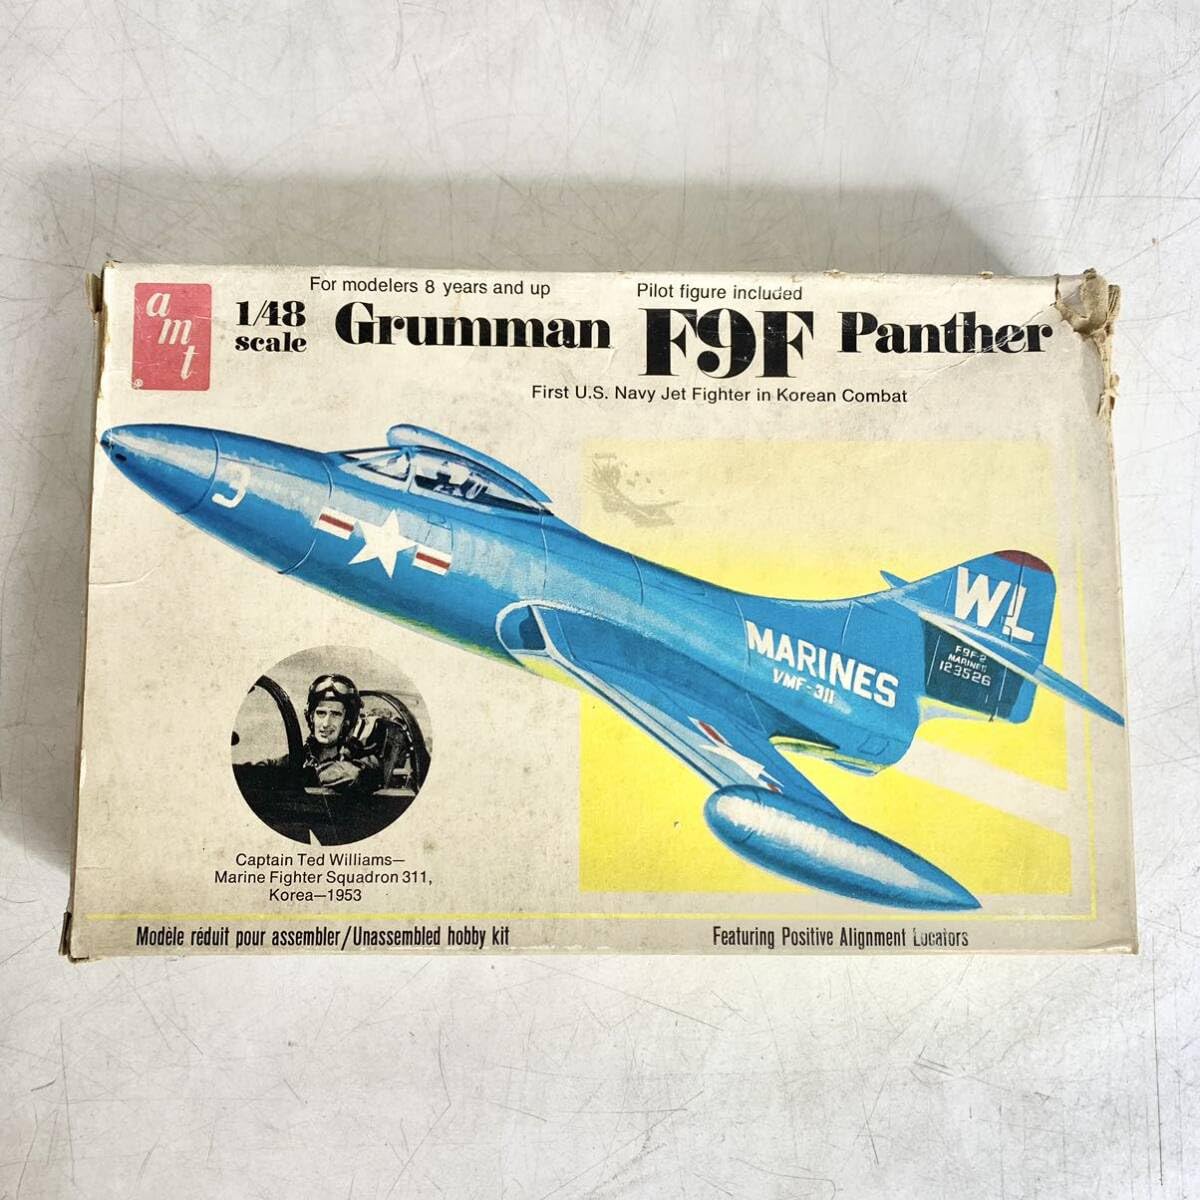 amt
®
For modelers 8 years and up
Pilot figure included
1/48 scale
Grumman F9F Panther
First U.S. Navy Jet Fighter in Korean Combat
3
WL
F9F-2
MARINES
123526
MARINES
VMF-311
Captain Ted Williams—
Marine Fighter Squadron 311,
Korea—1953
Modèle réduit pour assembler/Unassembled hobby kit
Featuring Positive Alignment Locators